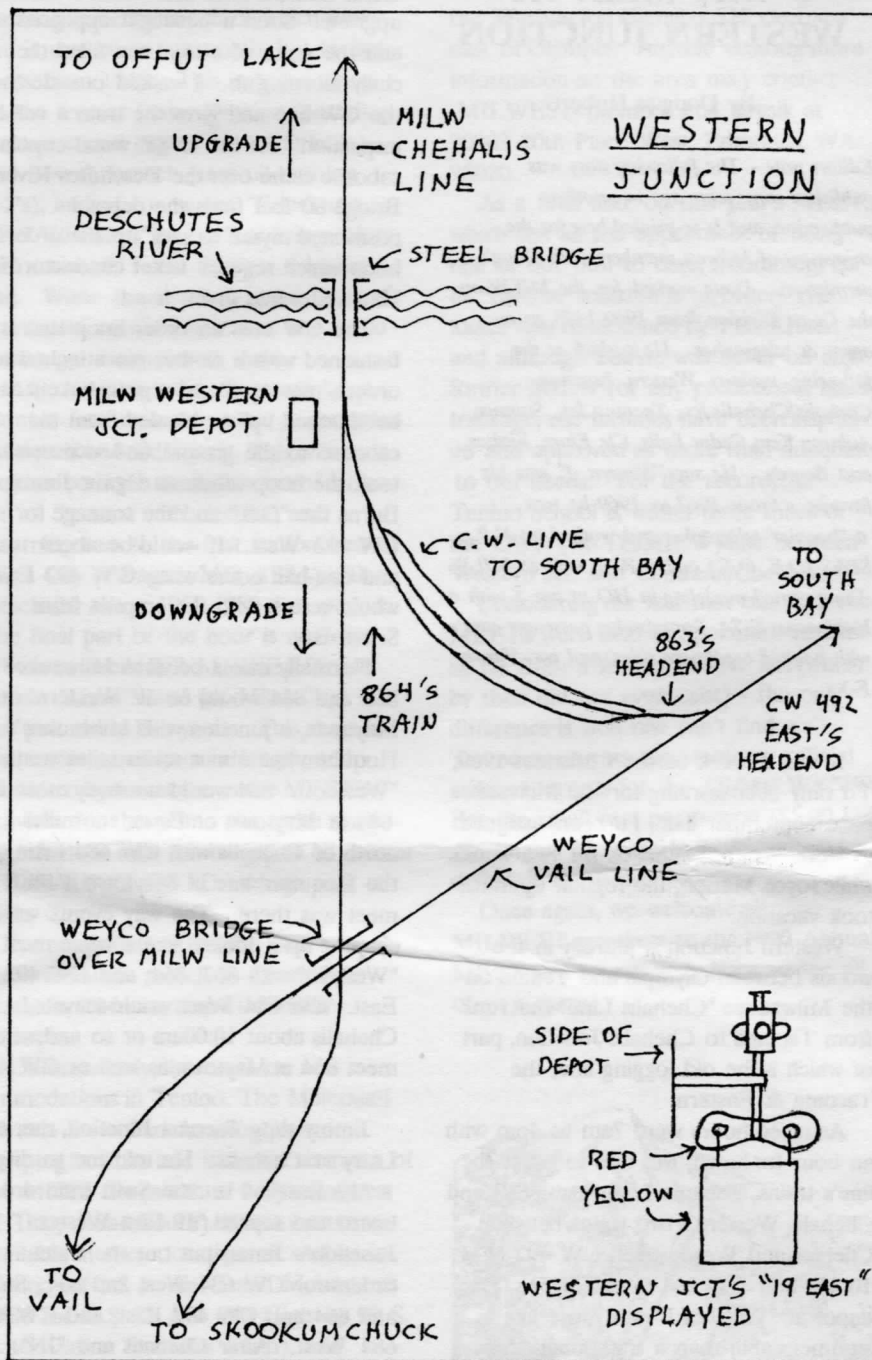 TO OFFUT LAKE
UPGRADE
MILW
CHEHALIS
LINE
WESTERN
JUNCTION
DESCHUTES
RIVER
STEEL BRIDGE
MILW WESTERN
JCT. DEPOT
C.W. LINE
TO SOUTH BAY
TO
SOUTH
BAY
DOWNGRADE
864'S
TRAIN
863'S
HEADEND
CW 492
EAST'S
HEADEND
WEYCO
VAIL LINE
WEYCO BRIDGE
OVER MILW LINE
SIDE OF
DEPOT
RED
YELLOW
WESTERN JCT'S "19 EAST"
DISPLAYED
TO
VAIL
TO SKOOKUMCHUCK